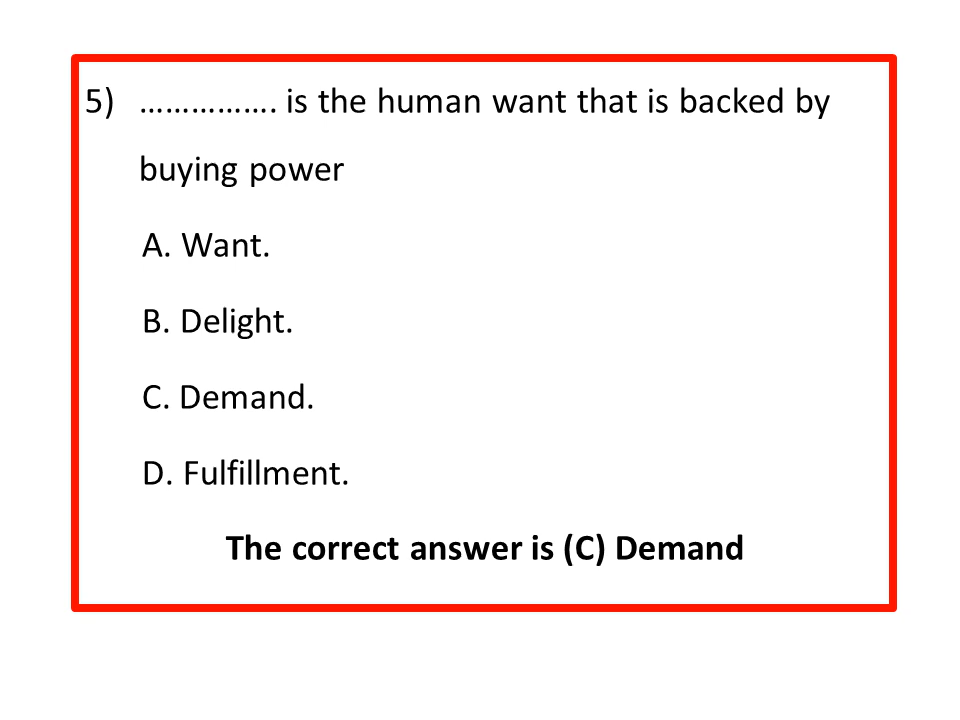 5) ……………. is the human want that is backed by
buying power
A. Want.
B. Delight.
C. Demand.
D. Fulfillment.
The correct answer is (C) Demand